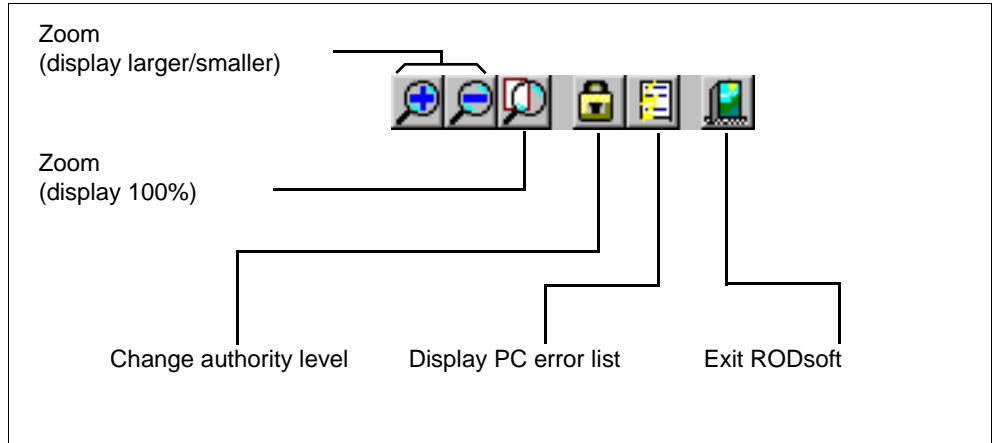 Zoom
(display larger/smaller)
Zoom
(display 100%)
Change authority level
Display PC error list
Exit RODsoft